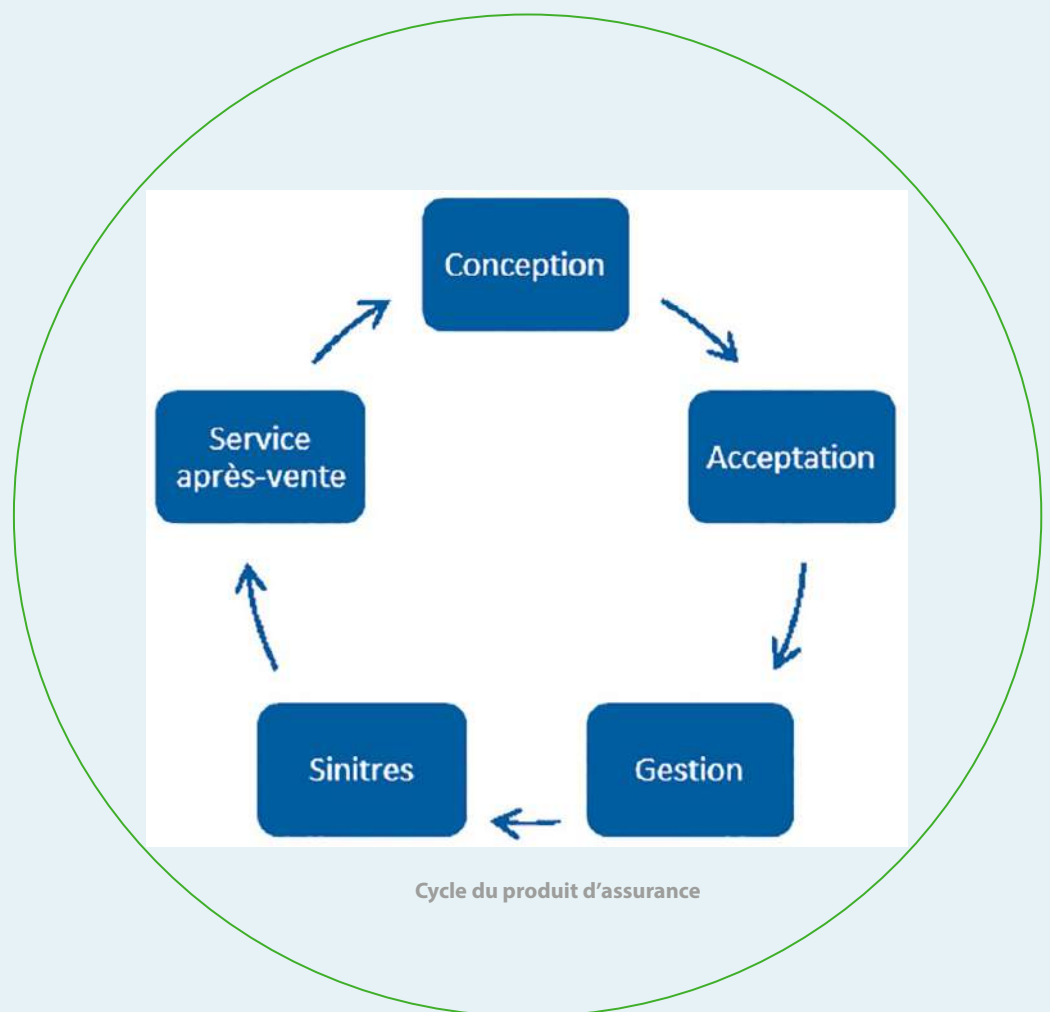 Conception
Service
après-vente
Acceptation
Sinitres
Gestion
Cycle du produit d’assurance